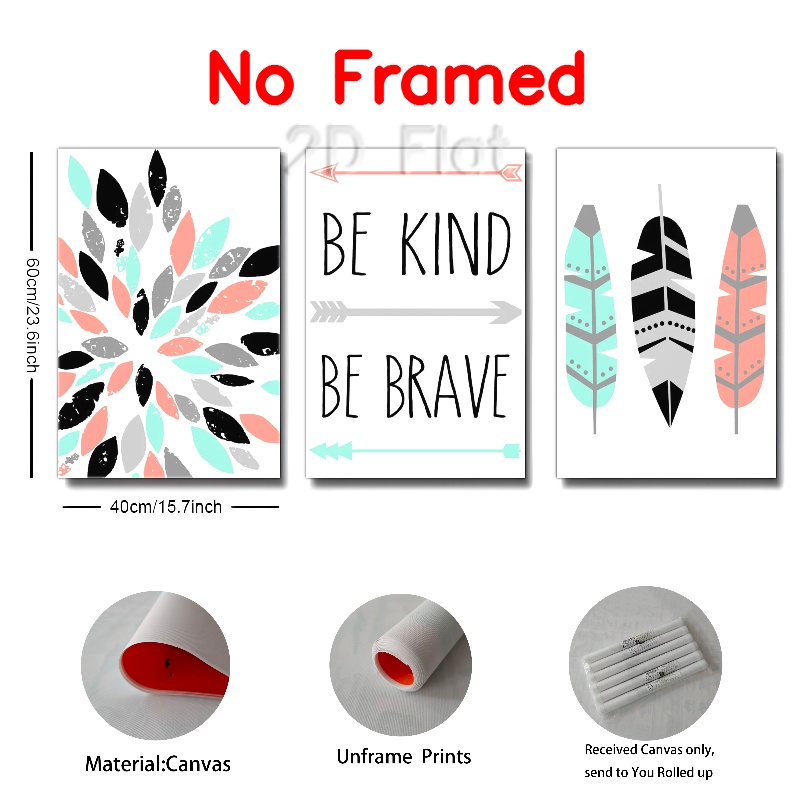 No Framed
2D Flat
60cm/23.6inch
40cm/15.7inch
BE KIND
BE BRAVE
Material:Canvas
Unframe Prints
Received Canvas only,
send to You Rolled up